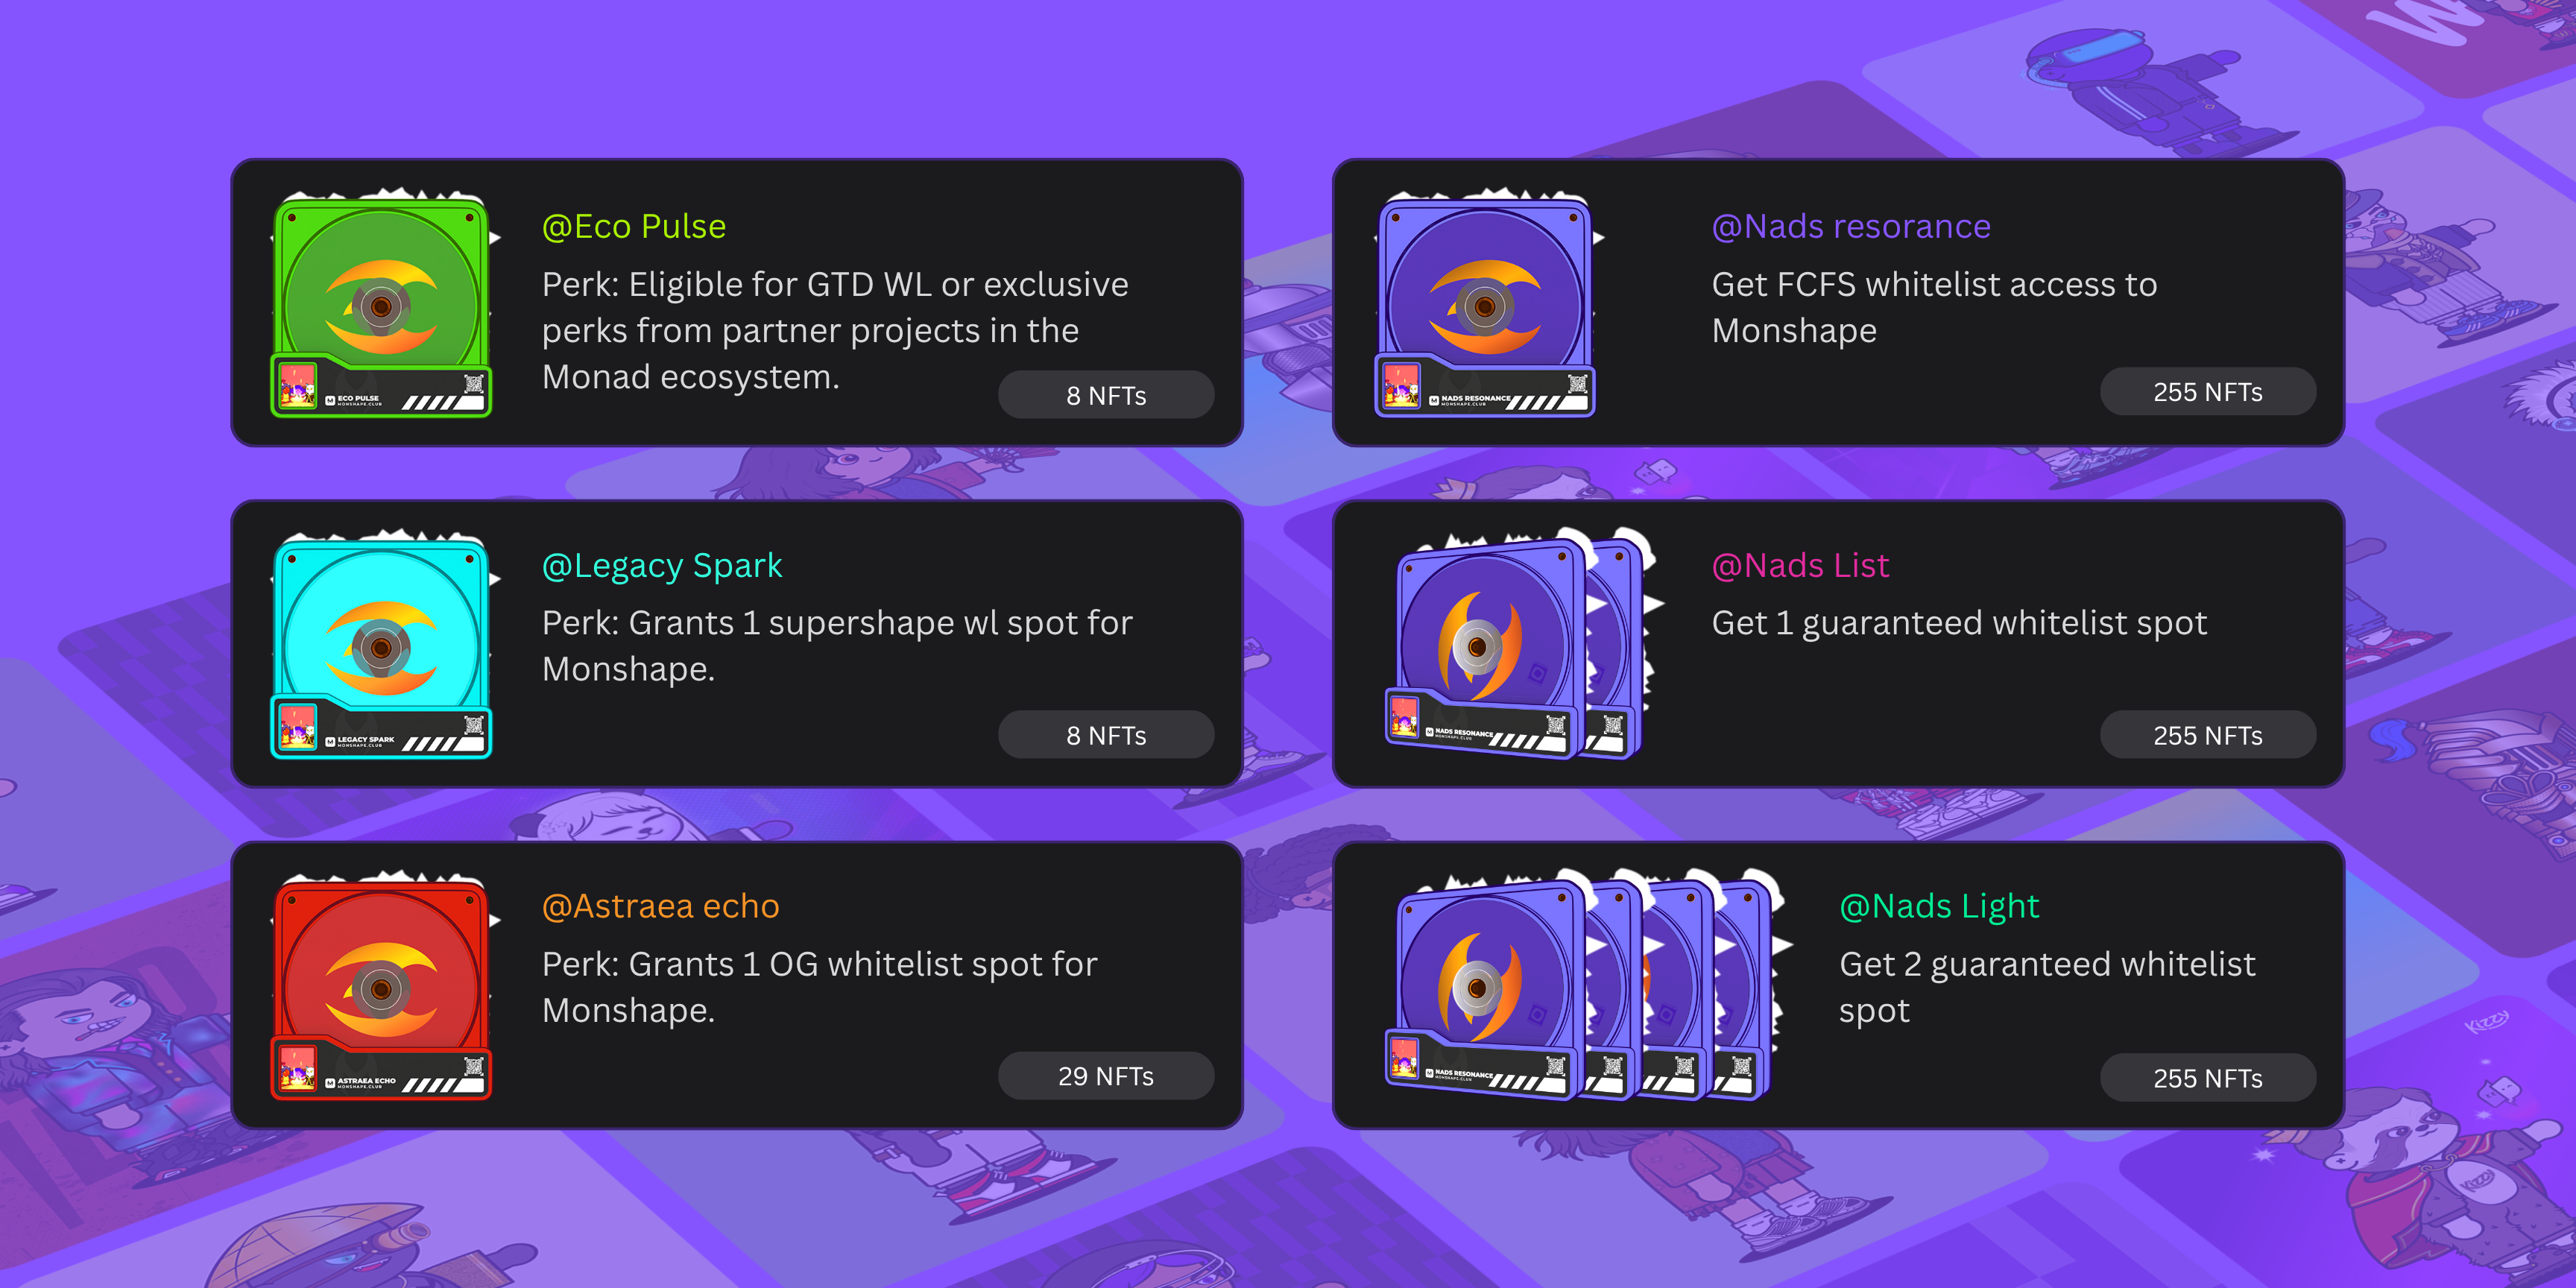 @Eco Pulse
Perk: Eligible for GTD WL or exclusive
perks from partner projects in the
Monad ecosystem.
8 NFTs
ECO PULSE
MONSHAPE.CLUB
@Nads resorance
Get FCFS whitelist access to
Monshape
255 NFTs
NADS RESONANCE
MONSHAPE.CLUB
@Legacy Spark
Perk: Grants 1 supershape wl spot for
Monshape.
8 NFTs
LEGACY SPARK
MONSHAPE.CLUB
@Nads List
Get 1 guaranteed whitelist spot
255 NFTs
NADS RESONANCE
MONSHAPE.CLUB
@Astraea echo
Perk: Grants 1 OG whitelist spot for
Monshape.
29 NFTs
ASTRAEA ECHO
MONSHAPE.CLUB
@Nads Light
Get 2 guaranteed whitelist
spot
255 NFTs
NADS RESONANCE
MONSHAPE.CLUB
Kizzy
Kizzy